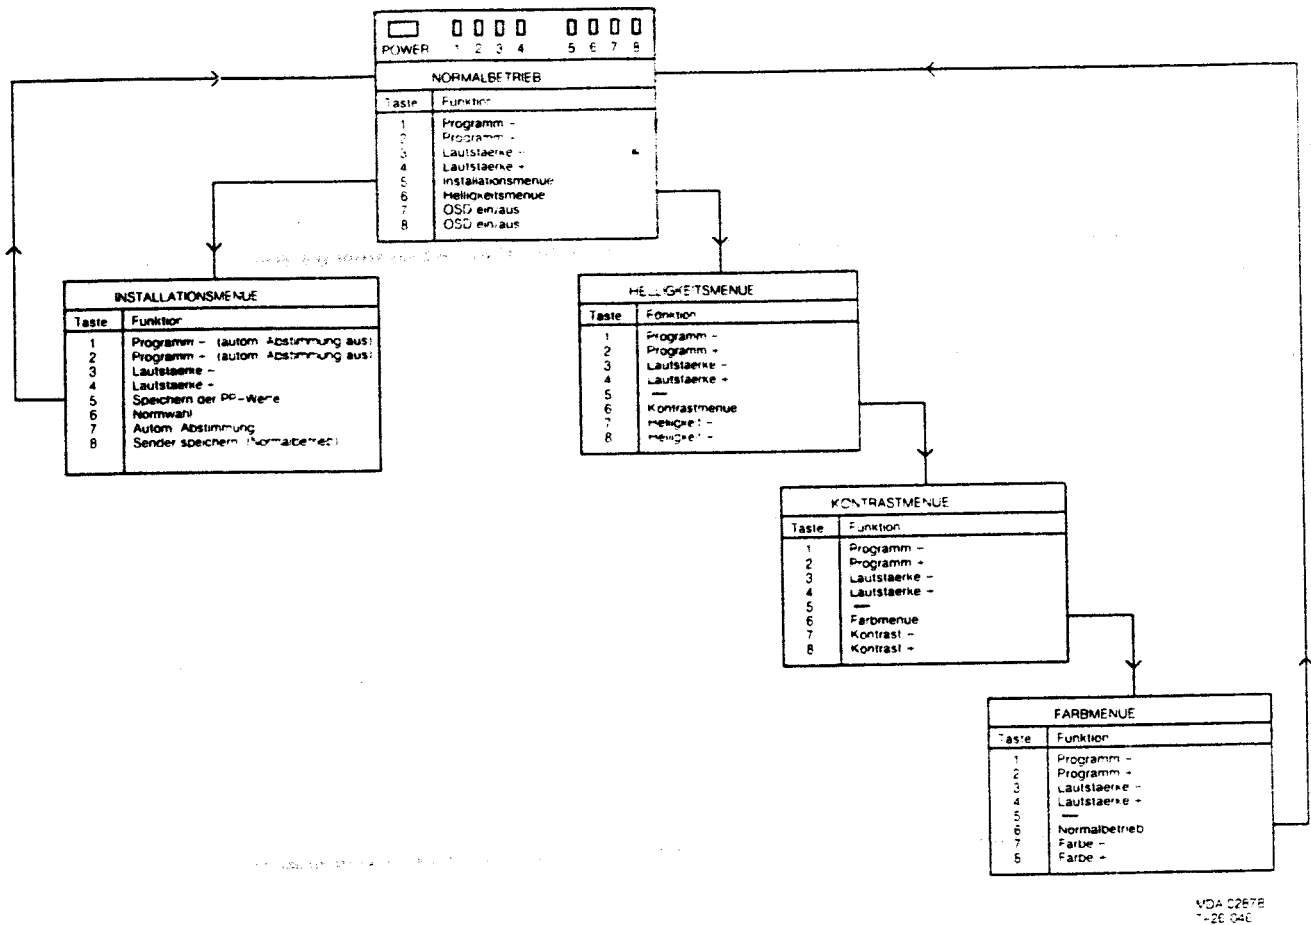 POWER 1 2 3 4 5 6 7 8
NORMALBETRIEB
Taste Funktion
1 Programm -
2 Programm -
3 Lautstaerke -
4 Lautstaerke +
5 Installationsmenue
6 Helligkeitsmenue
7 OSD ein/aus
8 OSD ein/aus
INSTALLATIONSMENUE
Taste Funktion
1 Programm - (autom. Abstimmung aus)
2 Programm + (autom. Abstimmung aus)
3 Lautstaerke -
4 Lautstaerke +
5 Speichern der PP-Werte
6 Normwahl
7 Autom. Abstimmung
8 Sender speichern (Normalbetrieb)
HELLIGKEITSMENUE
Taste Funktion
1 Programm -
2 Programm +
3 Lautstaerke -
4 Lautstaerke +
5 —
6 Kontrastmenue
7 Helligkeit -
8 Helligkeit -
KONTRASTMENUE
Taste Funktion
1 Programm -
2 Programm +
3 Lautstaerke -
4 Lautstaerke +
5 —
6 Farbmenue
7 Kontrast -
8 Kontrast +
FARBMENUE
Taste Funktion
1 Programm -
2 Programm +
3 Lautstaerke -
4 Lautstaerke +
5 —
6 Normalbetrieb
7 Farbe -
8 Farbe +
MDA 02878